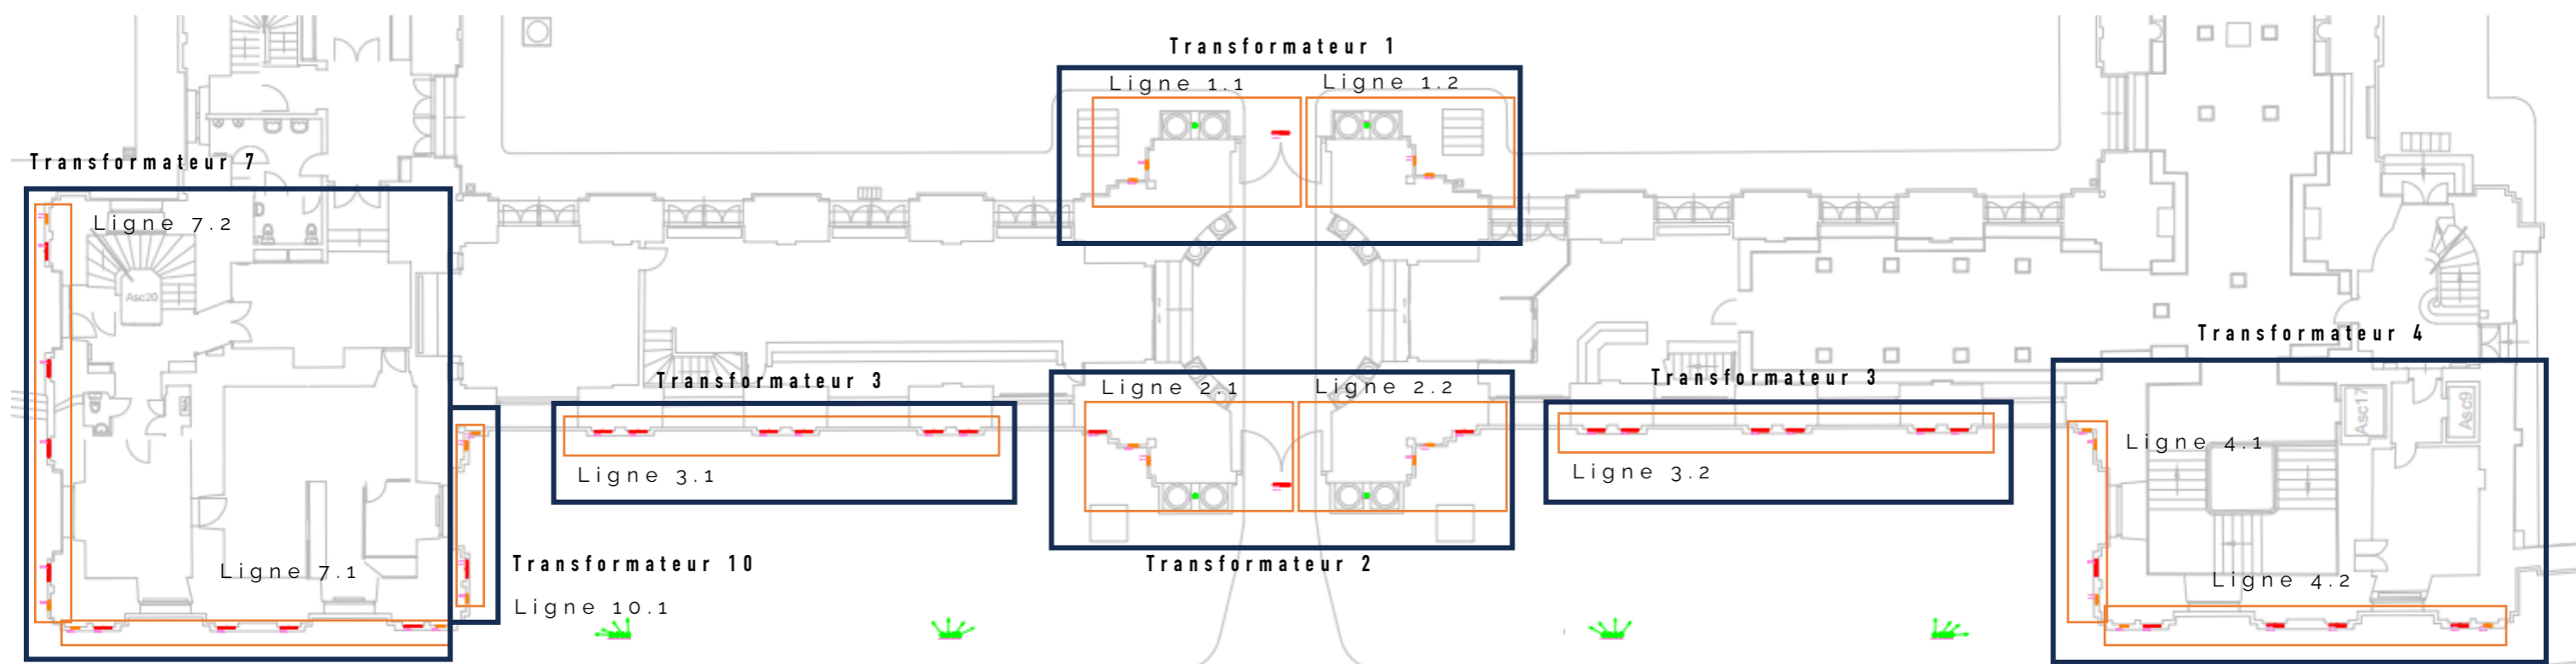 Transformateur 1
Ligne 1.1
Ligne 1.2
Transformateur 7
Ligne 7.2
Asc20
Transformateur 4
Transformateur 3
Ligne 2.1
Ligne 2.2
Transformateur 3
Asc17
Asc9
Ligne 4.1
Ligne 3.1
Ligne 3.2
Ligne 7.1
Transformateur 10
Transformateur 2
Ligne 4.2
Ligne 10.1